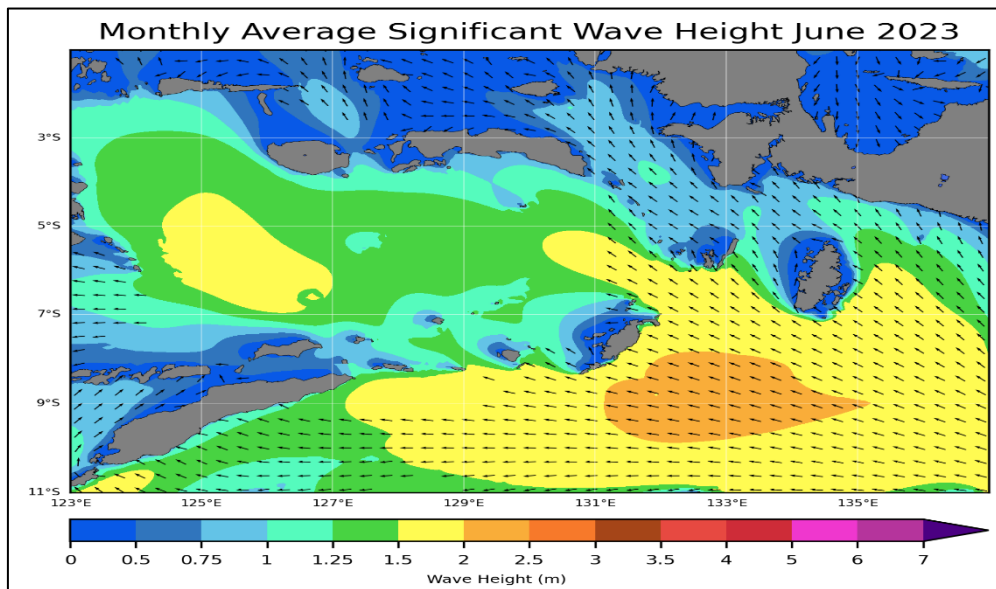 Monthly Average Significant Wave Height June 2023
3°S
5°S
7°S
9°S
11°S
123°E 125°E 127°E 129°E 131°E 133°E 135°E
0 0.5 0.75 1 1.25 1.5 2 2.5 3 3.5 4 5 6 7
Wave Height (m)